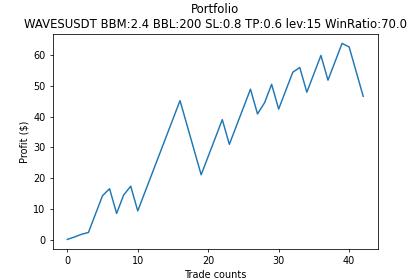 Portfolio
WAVESUSDT BBM:2.4 BBL:200 SL:0.8 TP:0.6 lev:15 WinRatio:70.0
60
50
40
30
20
10
0
Profit ($)
0 10 20 30 40
Trade counts